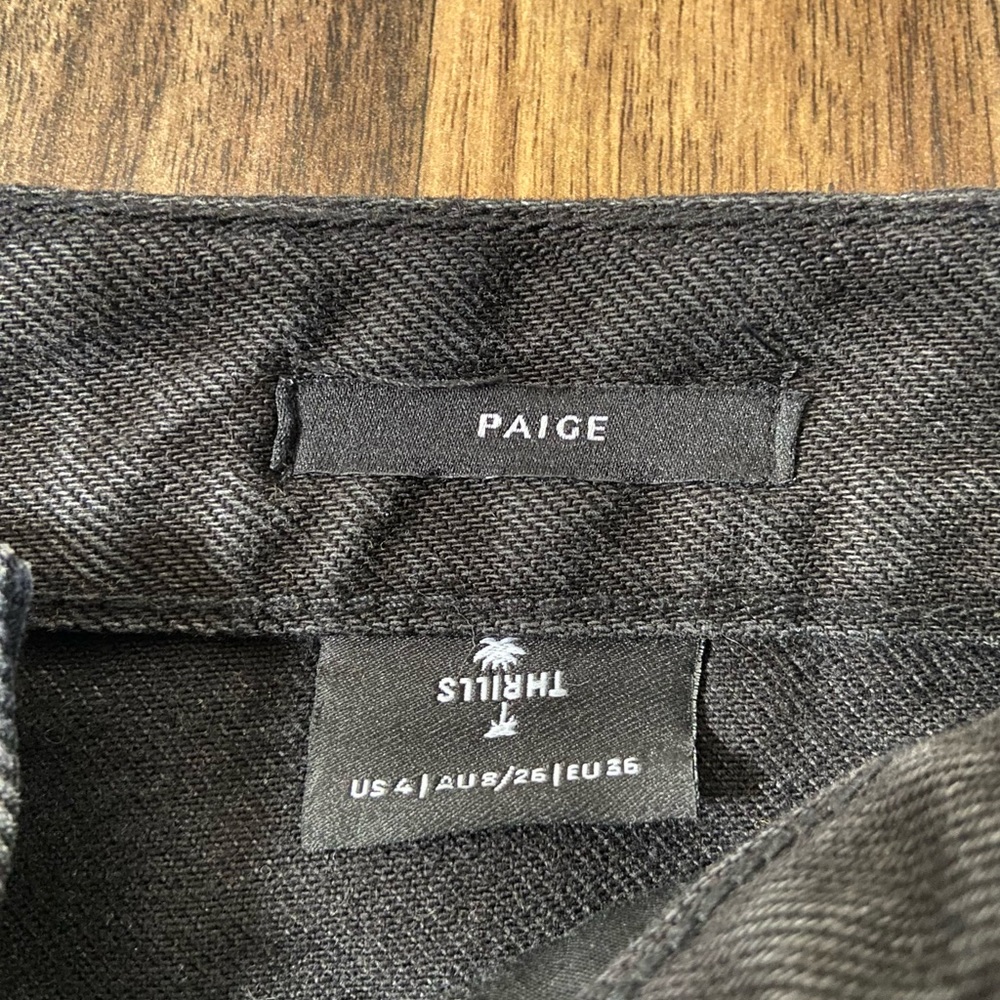 PAIGE
THRILLS
US 4 | AU 8/26 | EU 36